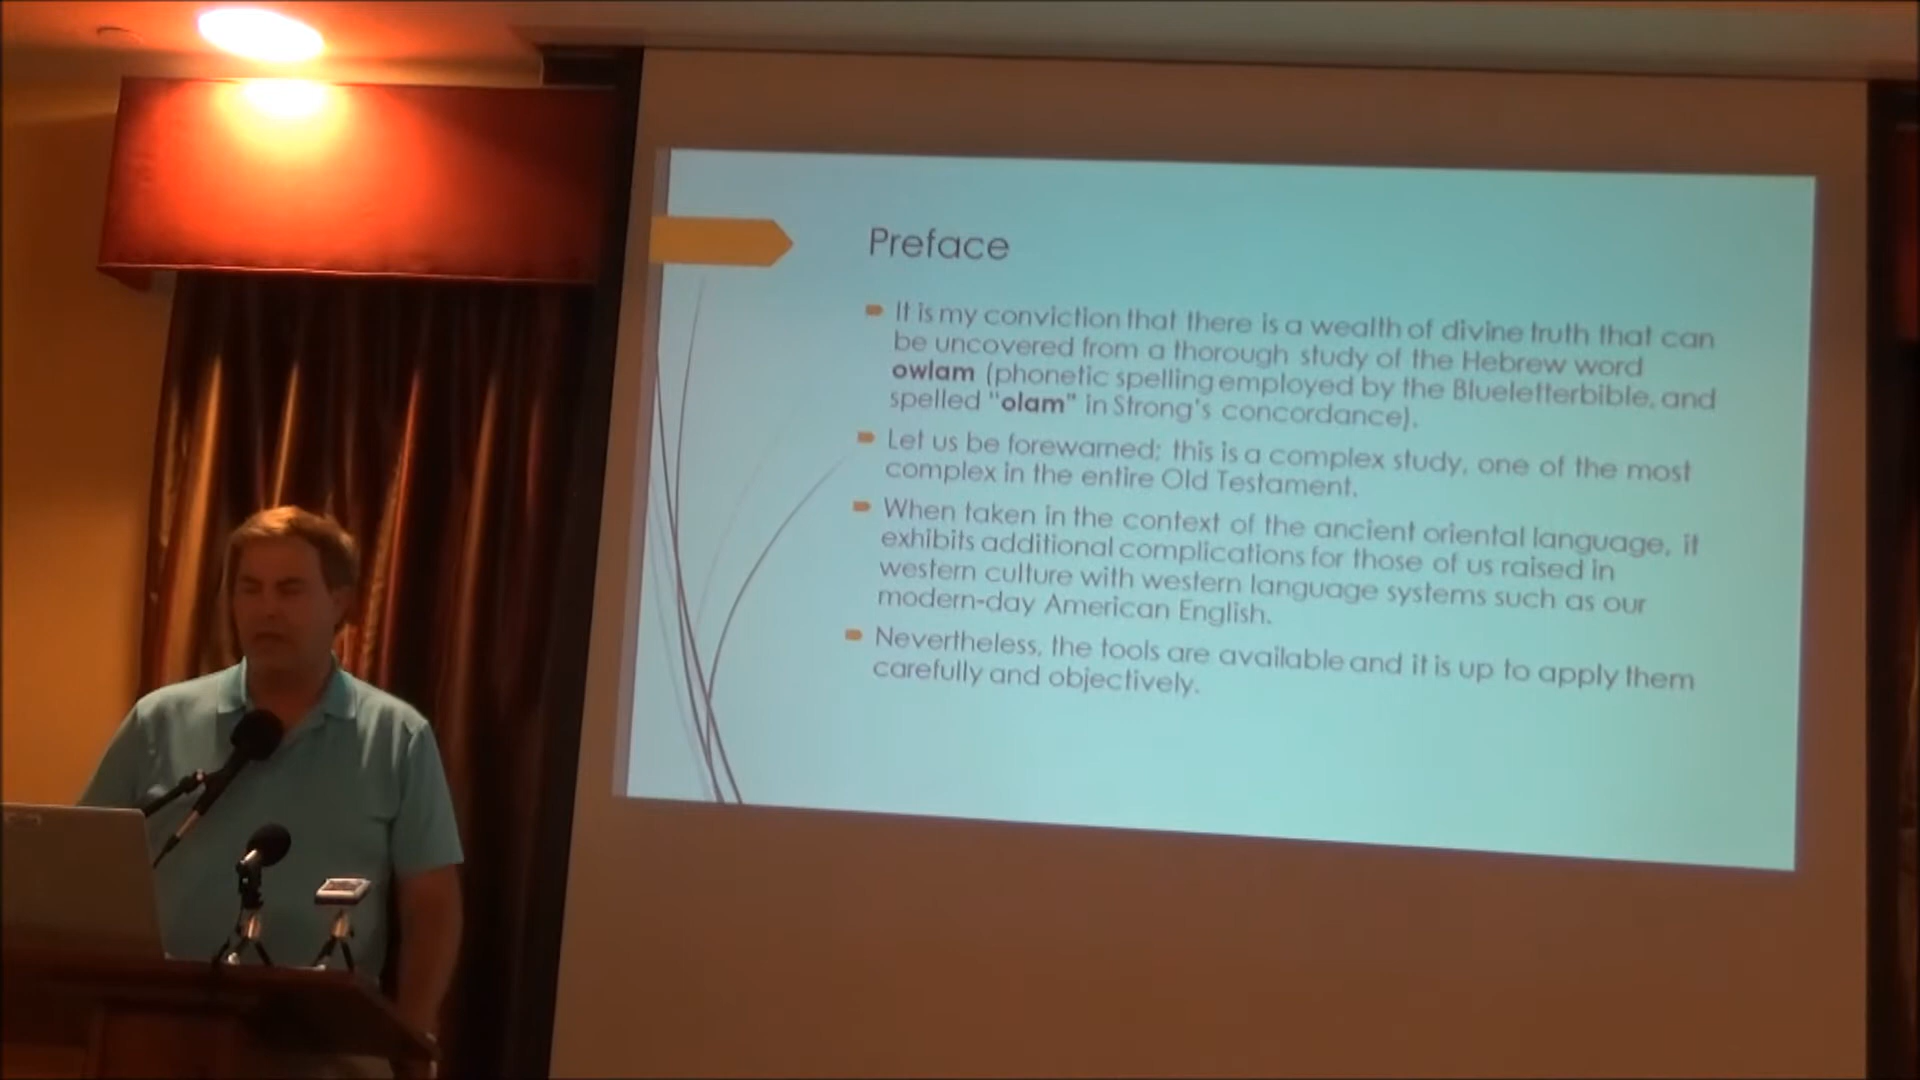 Preface
It is my conviction that there is a wealth of divine truth that can
be uncovered from a thorough study of the Hebrew word
owlam (phonetic spelling employed by the Blueletterbible, and
spelled "olam" in Strong's concordance).
Let us be forewarned; this is a complex study, one of the most
complex in the entire Old Testament.
When taken in the context of the ancient oriental language, it
exhibits additional complications for those of us raised in
western culture with western language systems such as our
modern-day American English.
Nevertheless, the tools are available and it is up to apply them
carefully and objectively.